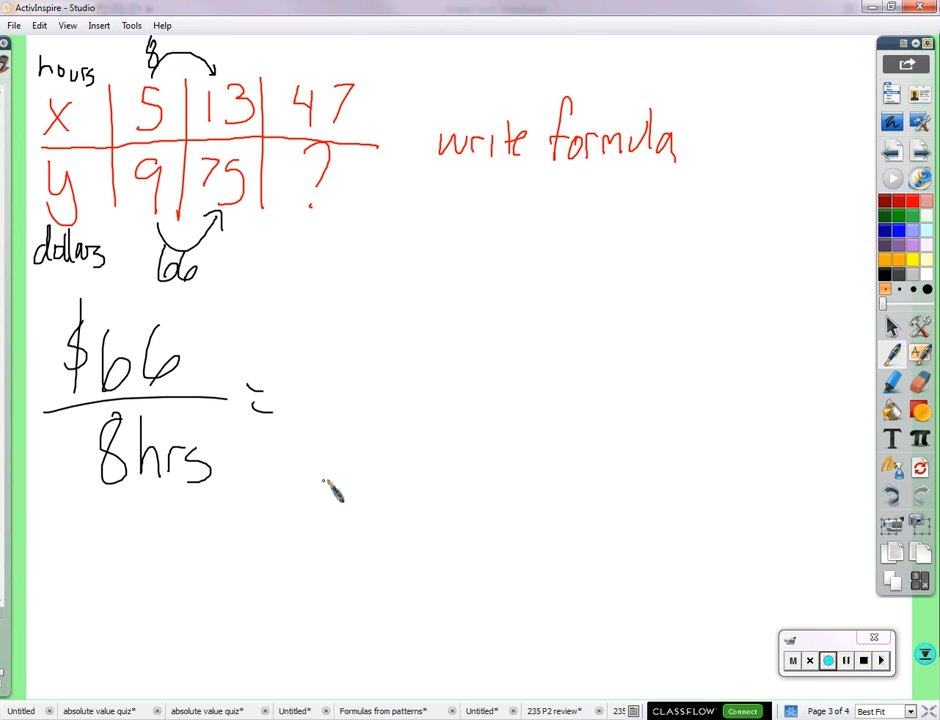 ActivInspire - Studio
File Edit View Insert Tools Help
8
hours
x 5 13 47
y 9 75 ?
dollars
66
write formula
$66
8hrs
=
M
Untitled absolute value quiz* absolute value quiz* Untitled* Formulas from patterns* Untitled* 235 P2 review* 235 CLASSFLOW Connect Page 3 of 4 Best Fit